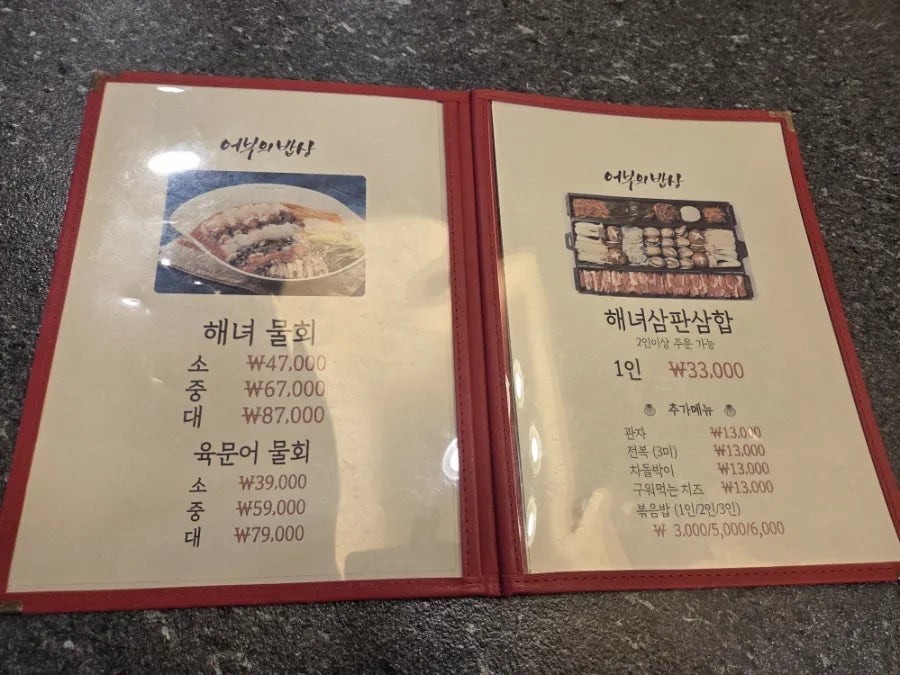 어부의밥상
해녀 물회
소 ₩47,000
중 ₩67,000
대 ₩87,000
육문어 물회
소 ₩39,000
중 ₩59,000
대 ₩79,000
어부의밥상
해녀삼판삼합
2인이상 주문 가능
1인 ₩33,000
추가메뉴
관자 ₩13,000
전복 (3미) ₩13,000
차돌박이 ₩13,000
구워먹는 치즈 ₩13,000
볶음밥 (1인/2인/3인)
₩ 3,000/5,000/6,000